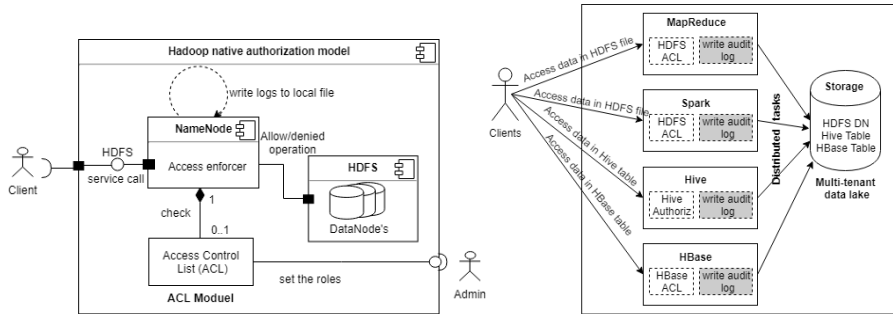 Hadoop native authorization model
write logs to local file
NameNode
Access enforcer
Allow/denied
operation
HDFS
service call
Client
HDFS
DataNode's
check
1
0..1
Access Control
List (ACL)
ACL Moduel
set the roles
Admin
Clients
Access data in HDFS file
Access data in HDFS file
Access data in Hive table
Access data in HBase table
MapReduce
HDFS
ACL
write audit
log
Spark
HDFS
ACL
write audit
log
Hive
Hive
Authoriz
write audit
log
HBase
HBase
ACL
write audit
log
Distributed tasks
Storage
HDFS DN
Hive Table
HBase Table
Multi-tenant
data lake